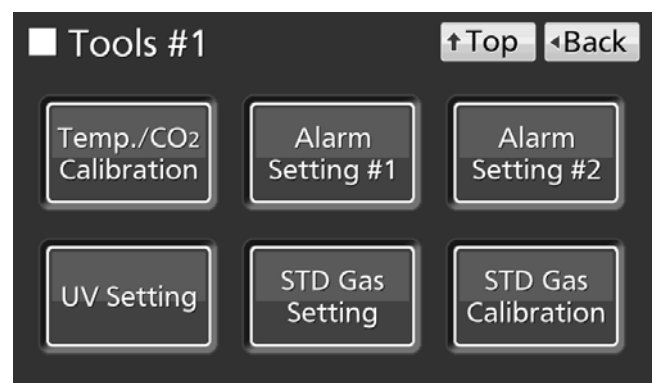 Tools #1
↑Top
◂Back
Temp./CO2
Calibration
Alarm
Setting #1
Alarm
Setting #2
UV Setting
STD Gas
Setting
STD Gas
Calibration